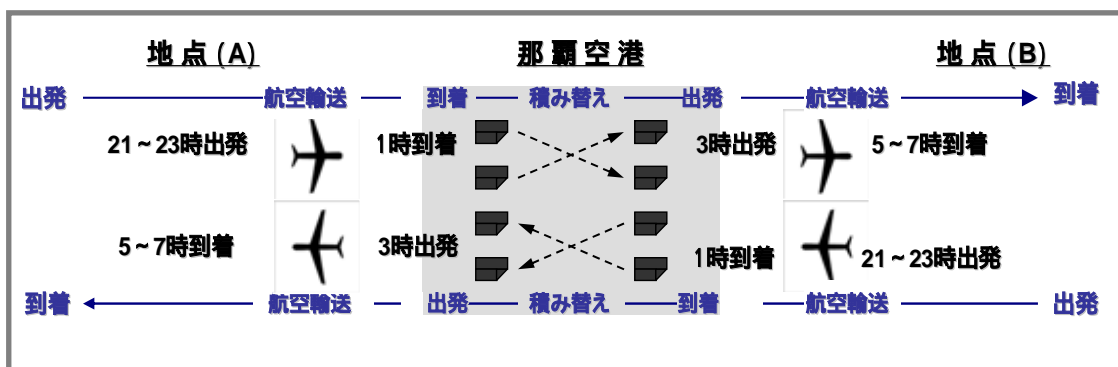 地 点 (A) 那 覇 空 港 地 点 (B)
出発 航空輸送 到着 積み替え 出発 航空輸送 到着
21～23時出発 1時到着 3時出発 5～7時到着
5～7時到着 3時出発 1時到着 21～23時出発
到着 航空輸送 出発 積み替え 到着 航空輸送 出発